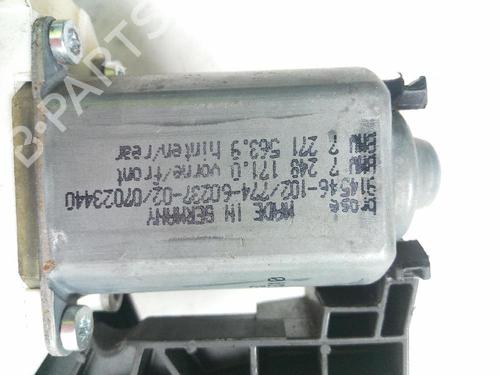 brose
914546-102/774-60237-02/07023440
BMW 7 248 171.0 vorne/front
BMW 7 271 563.9 hinten/rear
MADE IN GERMANY
B-PARTS